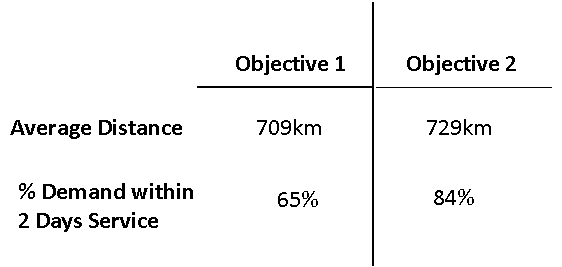 Objective 1 Objective 2
Average Distance 709km 729km
% Demand within
2 Days Service 65% 84%